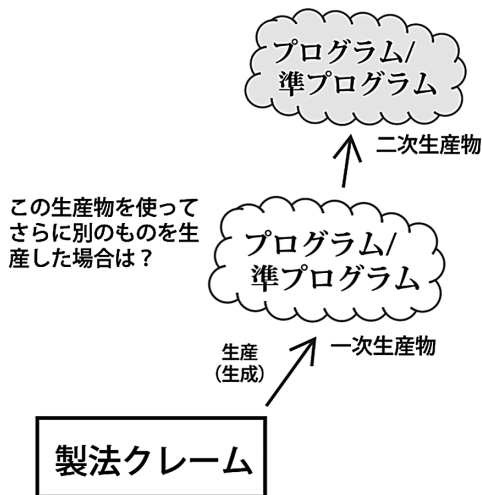 プログラム/
準プログラム
二次生産物
この生産物を使って
さらに別のものを生
産した場合は？
プログラム/
準プログラム
一次生産物
生産
（生成）
製法クレーム